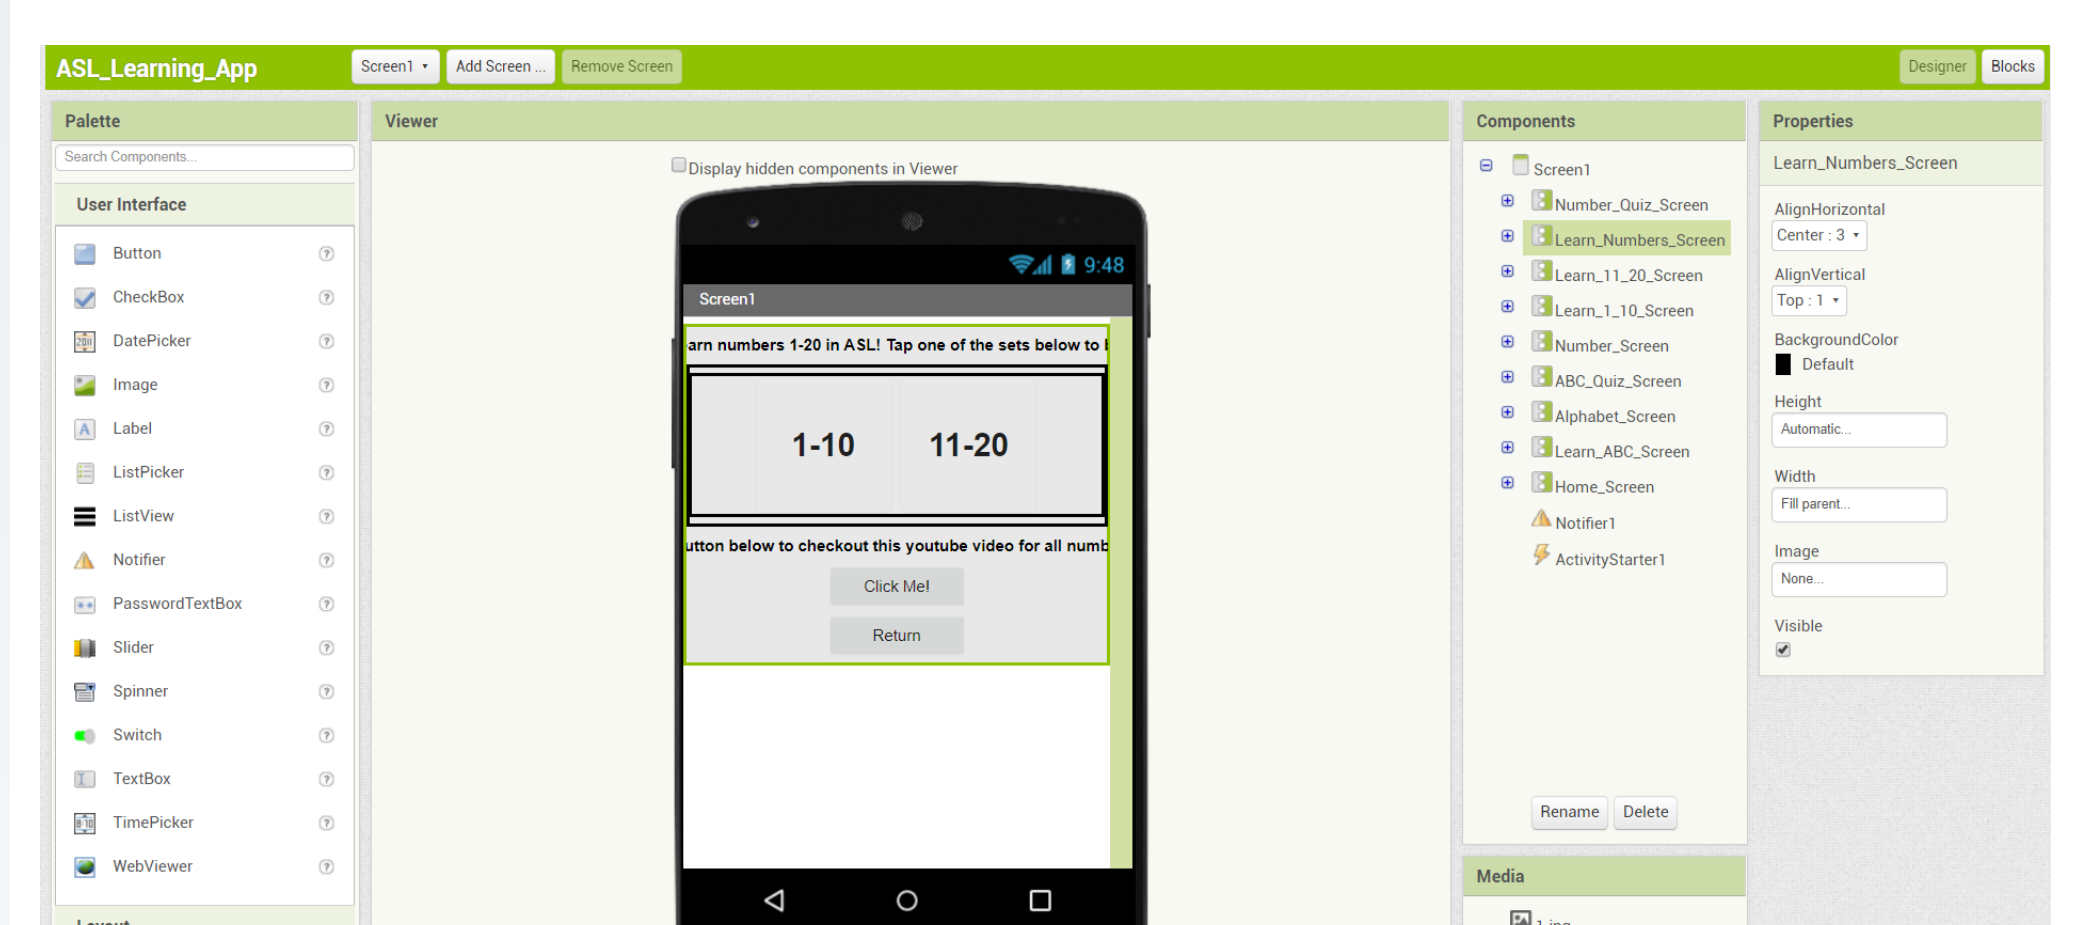 ASL_Learning_App
Screen1
Add Screen ...
Remove Screen
Designer
Blocks
Palette
Search Components...
User Interface
Button
CheckBox
DatePicker
Image
Label
ListPicker
ListView
Notifier
PasswordTextBox
Slider
Spinner
Switch
TextBox
TimePicker
WebViewer
Viewer
Display hidden components in Viewer
9:48
Screen1
arn numbers 1-20 in ASL! Tap one of the sets below to
1-10
11-20
utton below to checkout this youtube video for all numb
Click Me!
Return
Components
Screen1
Number_Quiz_Screen
Learn_Numbers_Screen
Learn_11_20_Screen
Learn_1_10_Screen
Number_Screen
ABC_Quiz_Screen
Alphabet_Screen
Learn_ABC_Screen
Home_Screen
Notifier1
ActivityStarter1
Rename
Delete
Media
Properties
Learn_Numbers_Screen
AlignHorizontal
Center : 3
AlignVertical
Top : 1
BackgroundColor
Default
Height
Automatic...
Width
Fill parent...
Image
None...
Visible